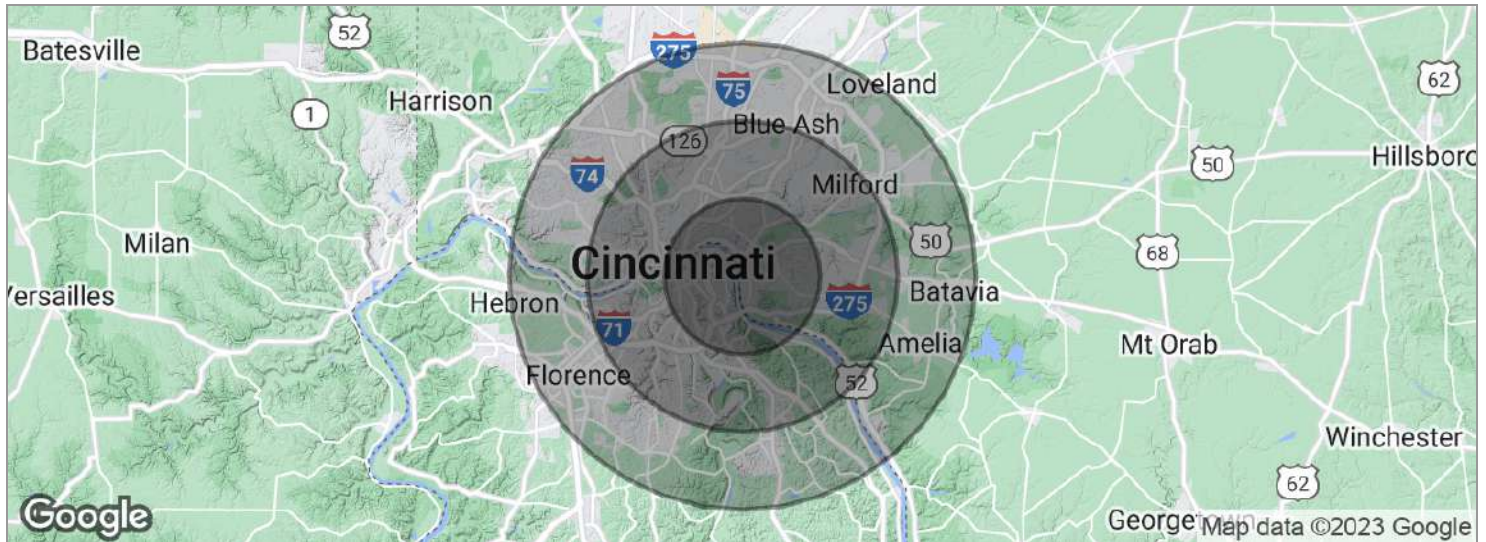 52
Batesville
275
62
75
Loveland
Harrison
1
Blue Ash
126
50
Hillsboro
74
Milford
Milan
50
68
Cincinnati
Versailles
Hebron
275
Batavia
71
Amelia
Mt Orab
Florence
52
Winchester
62
Google
Georgetown
Map data ©2023 Google